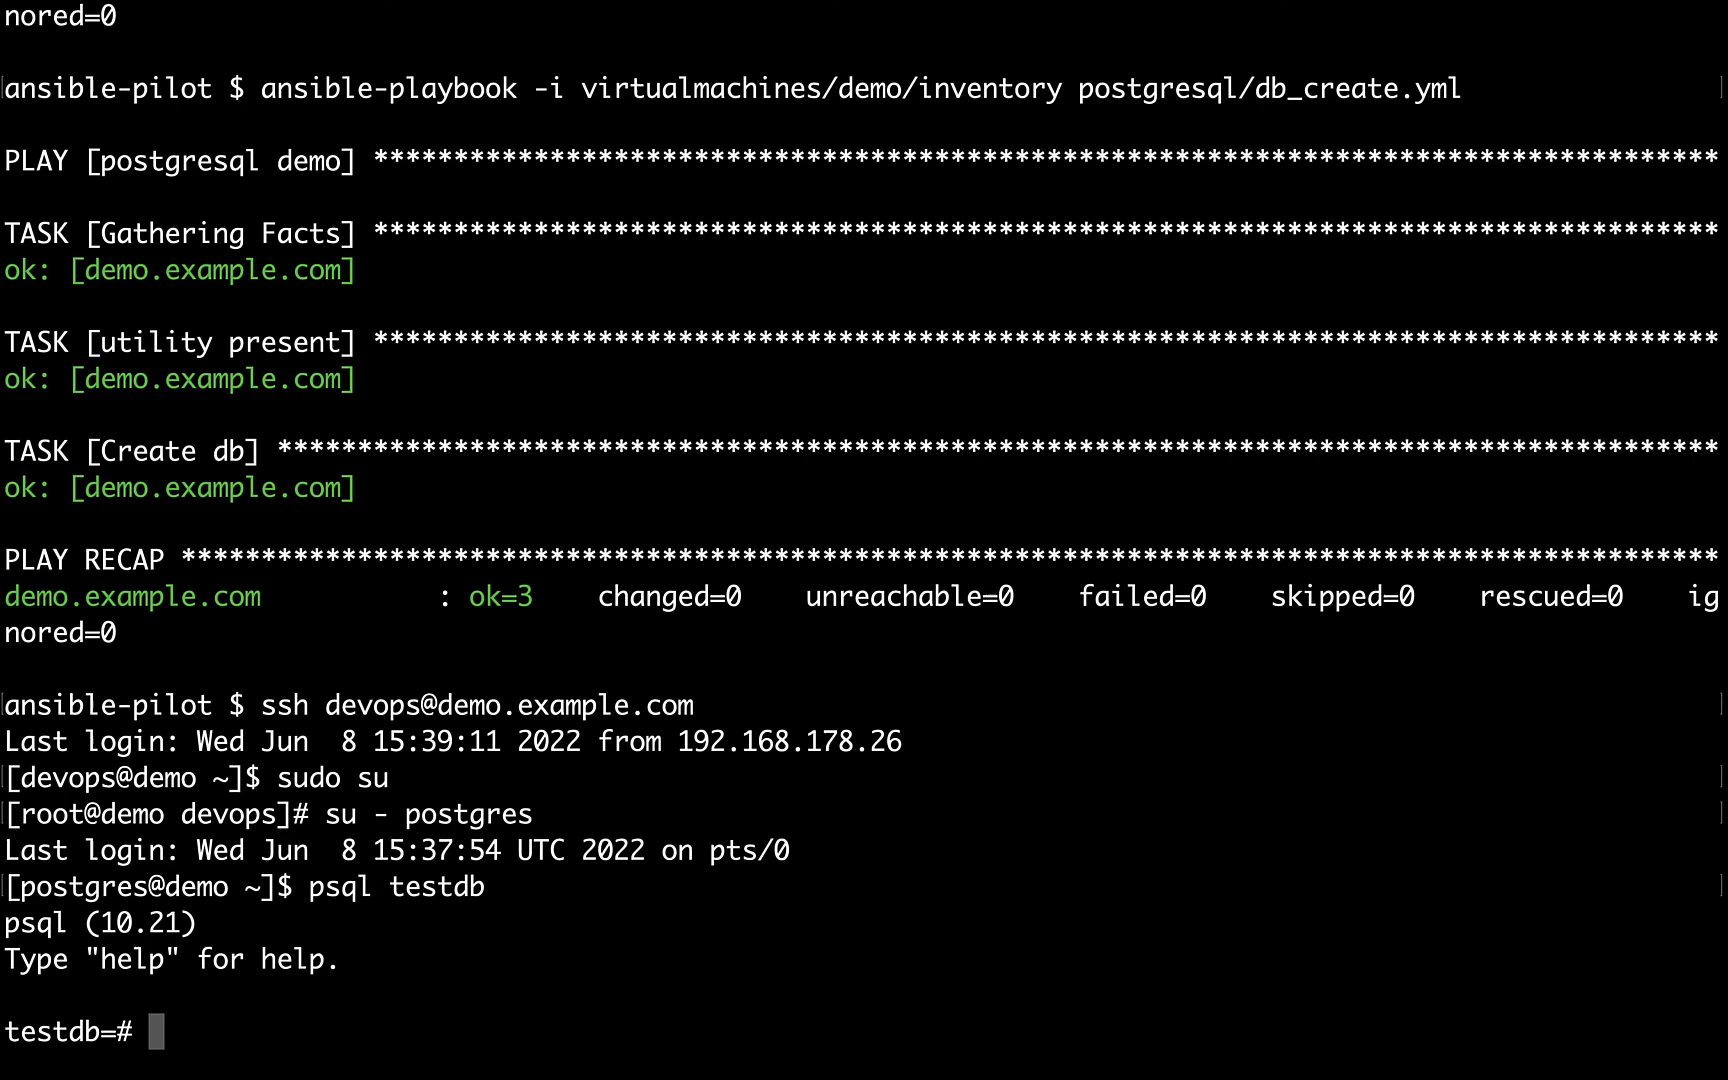 nored=0
ansible-pilot $ ansible-playbook -i virtualmachines/demo/inventory postgresql/db_create.yml
PLAY [postgresql demo] ************************************************************************************
TASK [Gathering Facts] ************************************************************************************
ok: [demo.example.com]
TASK [utility present] ************************************************************************************
ok: [demo.example.com]
TASK [Create db] ******************************************************************************************
ok: [demo.example.com]
PLAY RECAP ************************************************************************************************
demo.example.com           : ok=3    changed=0    unreachable=0    failed=0    skipped=0    rescued=0    ig
nored=0
ansible-pilot $ ssh devops@demo.example.com
Last login: Wed Jun  8 15:39:11 2022 from 192.168.178.26
[devops@demo ~]$ sudo su
[root@demo devops]# su - postgres
Last login: Wed Jun  8 15:37:54 UTC 2022 on pts/0
[postgres@demo ~]$ psql testdb
psql (10.21)
Type "help" for help.
testdb=#